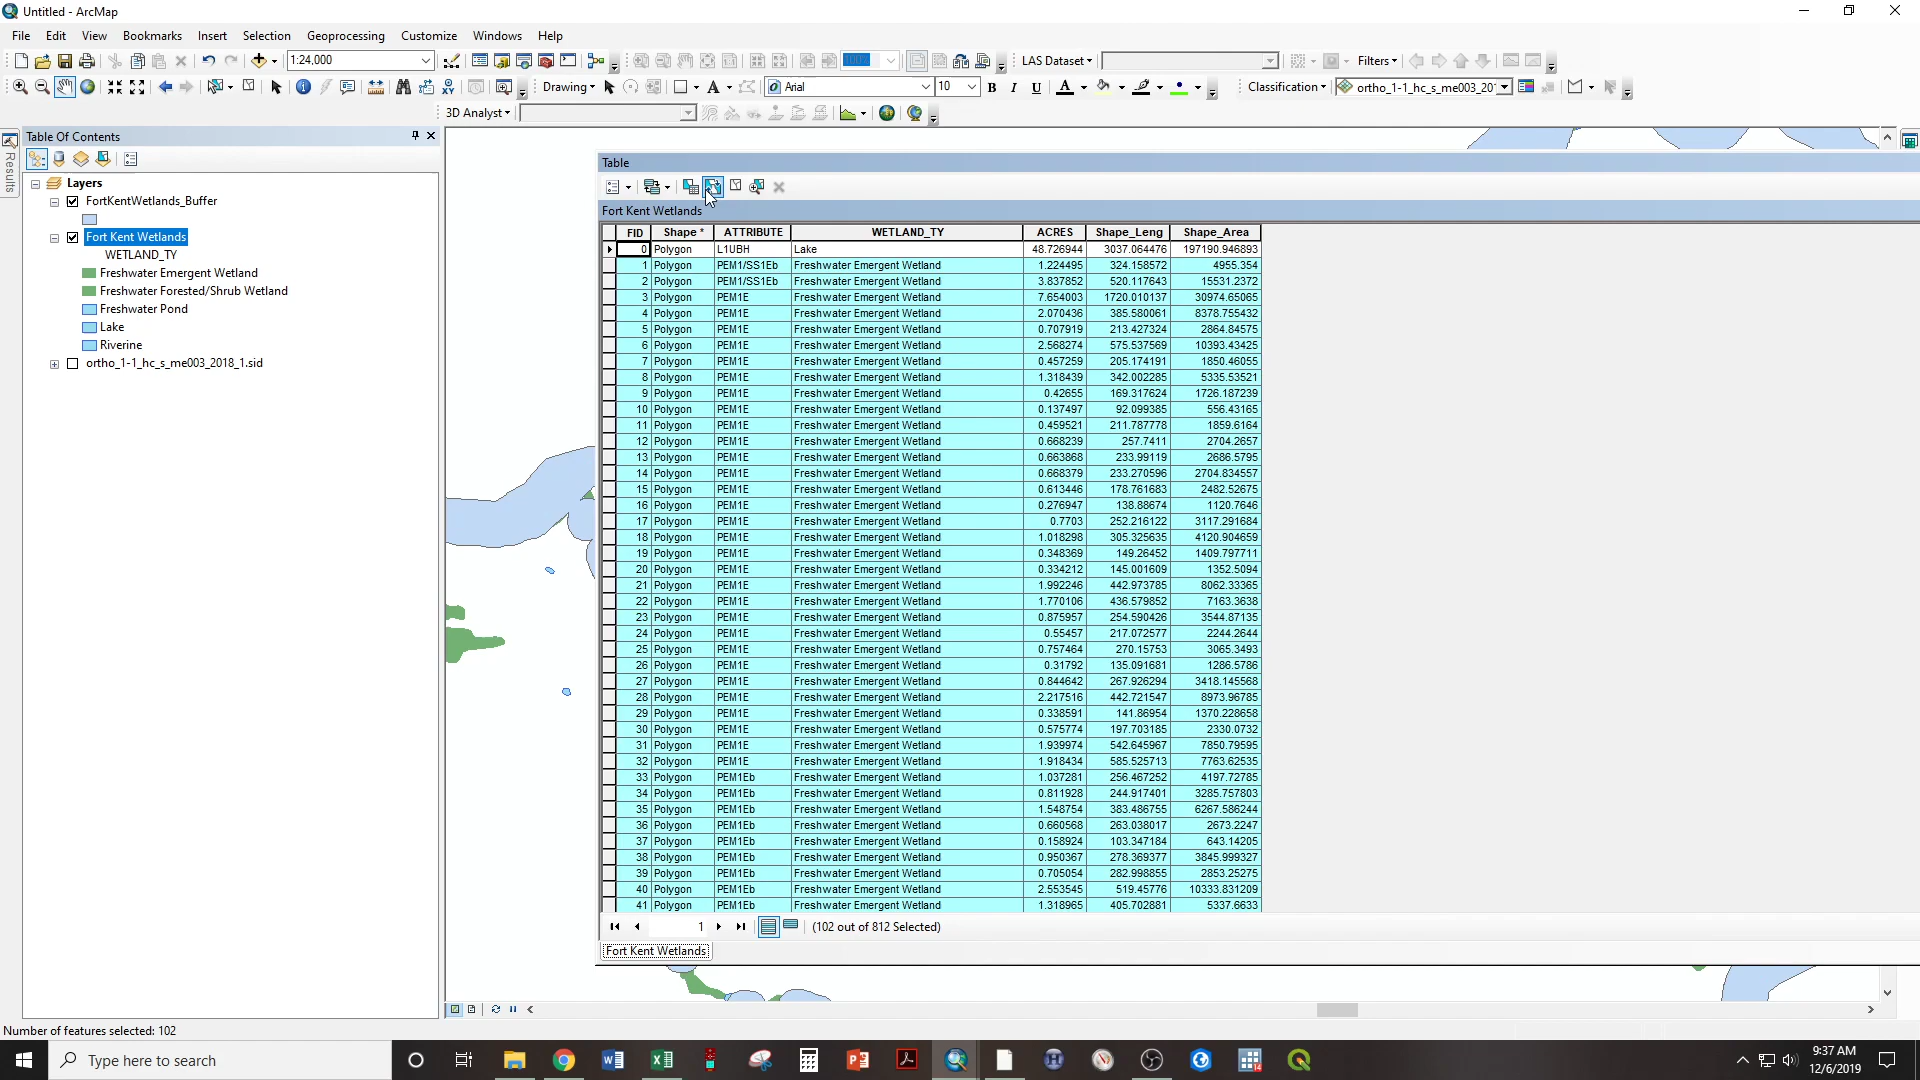 Untitled - ArcMap
File Edit View Bookmarks Insert Selection Geoprocessing Customize Windows Help
1:24,000 100% LAS Dataset Filters
Drawing A Arial 10 B I U A Classification ortho_1-1_hc_s_me003_20
3D Analyst
Table Of Contents
Results
Layers
FortKentWetlands_Buffer
Fort Kent Wetlands
WETLAND_TY
Freshwater Emergent Wetland
Freshwater Forested/Shrub Wetland
Freshwater Pond
Lake
Riverine
ortho_1-1_hc_s_me003_2018_1.sid
Table
Fort Kent Wetlands
FID Shape * ATTRIBUTE WETLAND_TY ACRES Shape_Leng Shape_Area
0 Polygon L1UBH Lake 48.726944 3037.064476 197190.946893
1 Polygon PEM1/SS1Eb Freshwater Emergent Wetland 1.224495 324.158572 4955.354
2 Polygon PEM1/SS1Eb Freshwater Emergent Wetland 3.837852 520.117643 15531.2372
3 Polygon PEM1E Freshwater Emergent Wetland 7.654003 1720.010137 30974.65065
4 Polygon PEM1E Freshwater Emergent Wetland 2.070436 385.580061 8378.755432
5 Polygon PEM1E Freshwater Emergent Wetland 0.707919 213.427324 2864.84575
6 Polygon PEM1E Freshwater Emergent Wetland 2.568274 575.537569 10393.43425
7 Polygon PEM1E Freshwater Emergent Wetland 0.457259 205.174191 1850.46055
8 Polygon PEM1E Freshwater Emergent Wetland 1.318439 342.002285 5335.53521
9 Polygon PEM1E Freshwater Emergent Wetland 0.42655 169.317624 1726.187239
10 Polygon PEM1E Freshwater Emergent Wetland 0.137497 92.099385 556.43165
11 Polygon PEM1E Freshwater Emergent Wetland 0.459521 211.787778 1859.6164
12 Polygon PEM1E Freshwater Emergent Wetland 0.668239 257.7411 2704.2657
13 Polygon PEM1E Freshwater Emergent Wetland 0.663868 233.99119 2686.5795
14 Polygon PEM1E Freshwater Emergent Wetland 0.668379 233.270596 2704.834557
15 Polygon PEM1E Freshwater Emergent Wetland 0.613446 178.761683 2482.52675
16 Polygon PEM1E Freshwater Emergent Wetland 0.276947 138.88674 1120.7646
17 Polygon PEM1E Freshwater Emergent Wetland 0.7703 252.216122 3117.291684
18 Polygon PEM1E Freshwater Emergent Wetland 1.018298 305.325635 4120.904659
19 Polygon PEM1E Freshwater Emergent Wetland 0.348369 149.26452 1409.797711
20 Polygon PEM1E Freshwater Emergent Wetland 0.334212 145.001609 1352.5094
21 Polygon PEM1E Freshwater Emergent Wetland 1.992246 442.973785 8062.33365
22 Polygon PEM1E Freshwater Emergent Wetland 1.770106 436.579852 7163.3638
23 Polygon PEM1E Freshwater Emergent Wetland 0.875957 254.590426 3544.87135
24 Polygon PEM1E Freshwater Emergent Wetland 0.55457 217.072577 2244.2644
25 Polygon PEM1E Freshwater Emergent Wetland 0.757464 270.15753 3065.3493
26 Polygon PEM1E Freshwater Emergent Wetland 0.31792 135.091681 1286.5786
27 Polygon PEM1E Freshwater Emergent Wetland 0.844642 267.926294 3418.145568
28 Polygon PEM1E Freshwater Emergent Wetland 2.217516 442.721547 8973.96785
29 Polygon PEM1E Freshwater Emergent Wetland 0.338591 141.86954 1370.228658
30 Polygon PEM1E Freshwater Emergent Wetland 0.575774 197.703185 2330.0732
31 Polygon PEM1E Freshwater Emergent Wetland 1.939974 542.645967 7850.79595
32 Polygon PEM1E Freshwater Emergent Wetland 1.918434 585.525713 7763.62535
33 Polygon PEM1Eb Freshwater Emergent Wetland 1.037281 256.467252 4197.72785
34 Polygon PEM1Eb Freshwater Emergent Wetland 0.811928 244.917401 3285.757803
35 Polygon PEM1Eb Freshwater Emergent Wetland 1.548754 383.486755 6267.586244
36 Polygon PEM1Eb Freshwater Emergent Wetland 0.660568 263.038017 2673.2247
37 Polygon PEM1Eb Freshwater Emergent Wetland 0.158924 103.347184 643.14205
38 Polygon PEM1Eb Freshwater Emergent Wetland 0.950367 278.369377 3845.999327
39 Polygon PEM1Eb Freshwater Emergent Wetland 0.705054 282.998855 2853.25275
40 Polygon PEM1Eb Freshwater Emergent Wetland 2.553545 519.45776 10333.831209
41 Polygon PEM1Eb Freshwater Emergent Wetland 1.318965 405.702881 5337.6633
1 (102 out of 812 Selected)
Fort Kent Wetlands
Number of features selected: 102
Type here to search
9:37 AM
12/6/2019